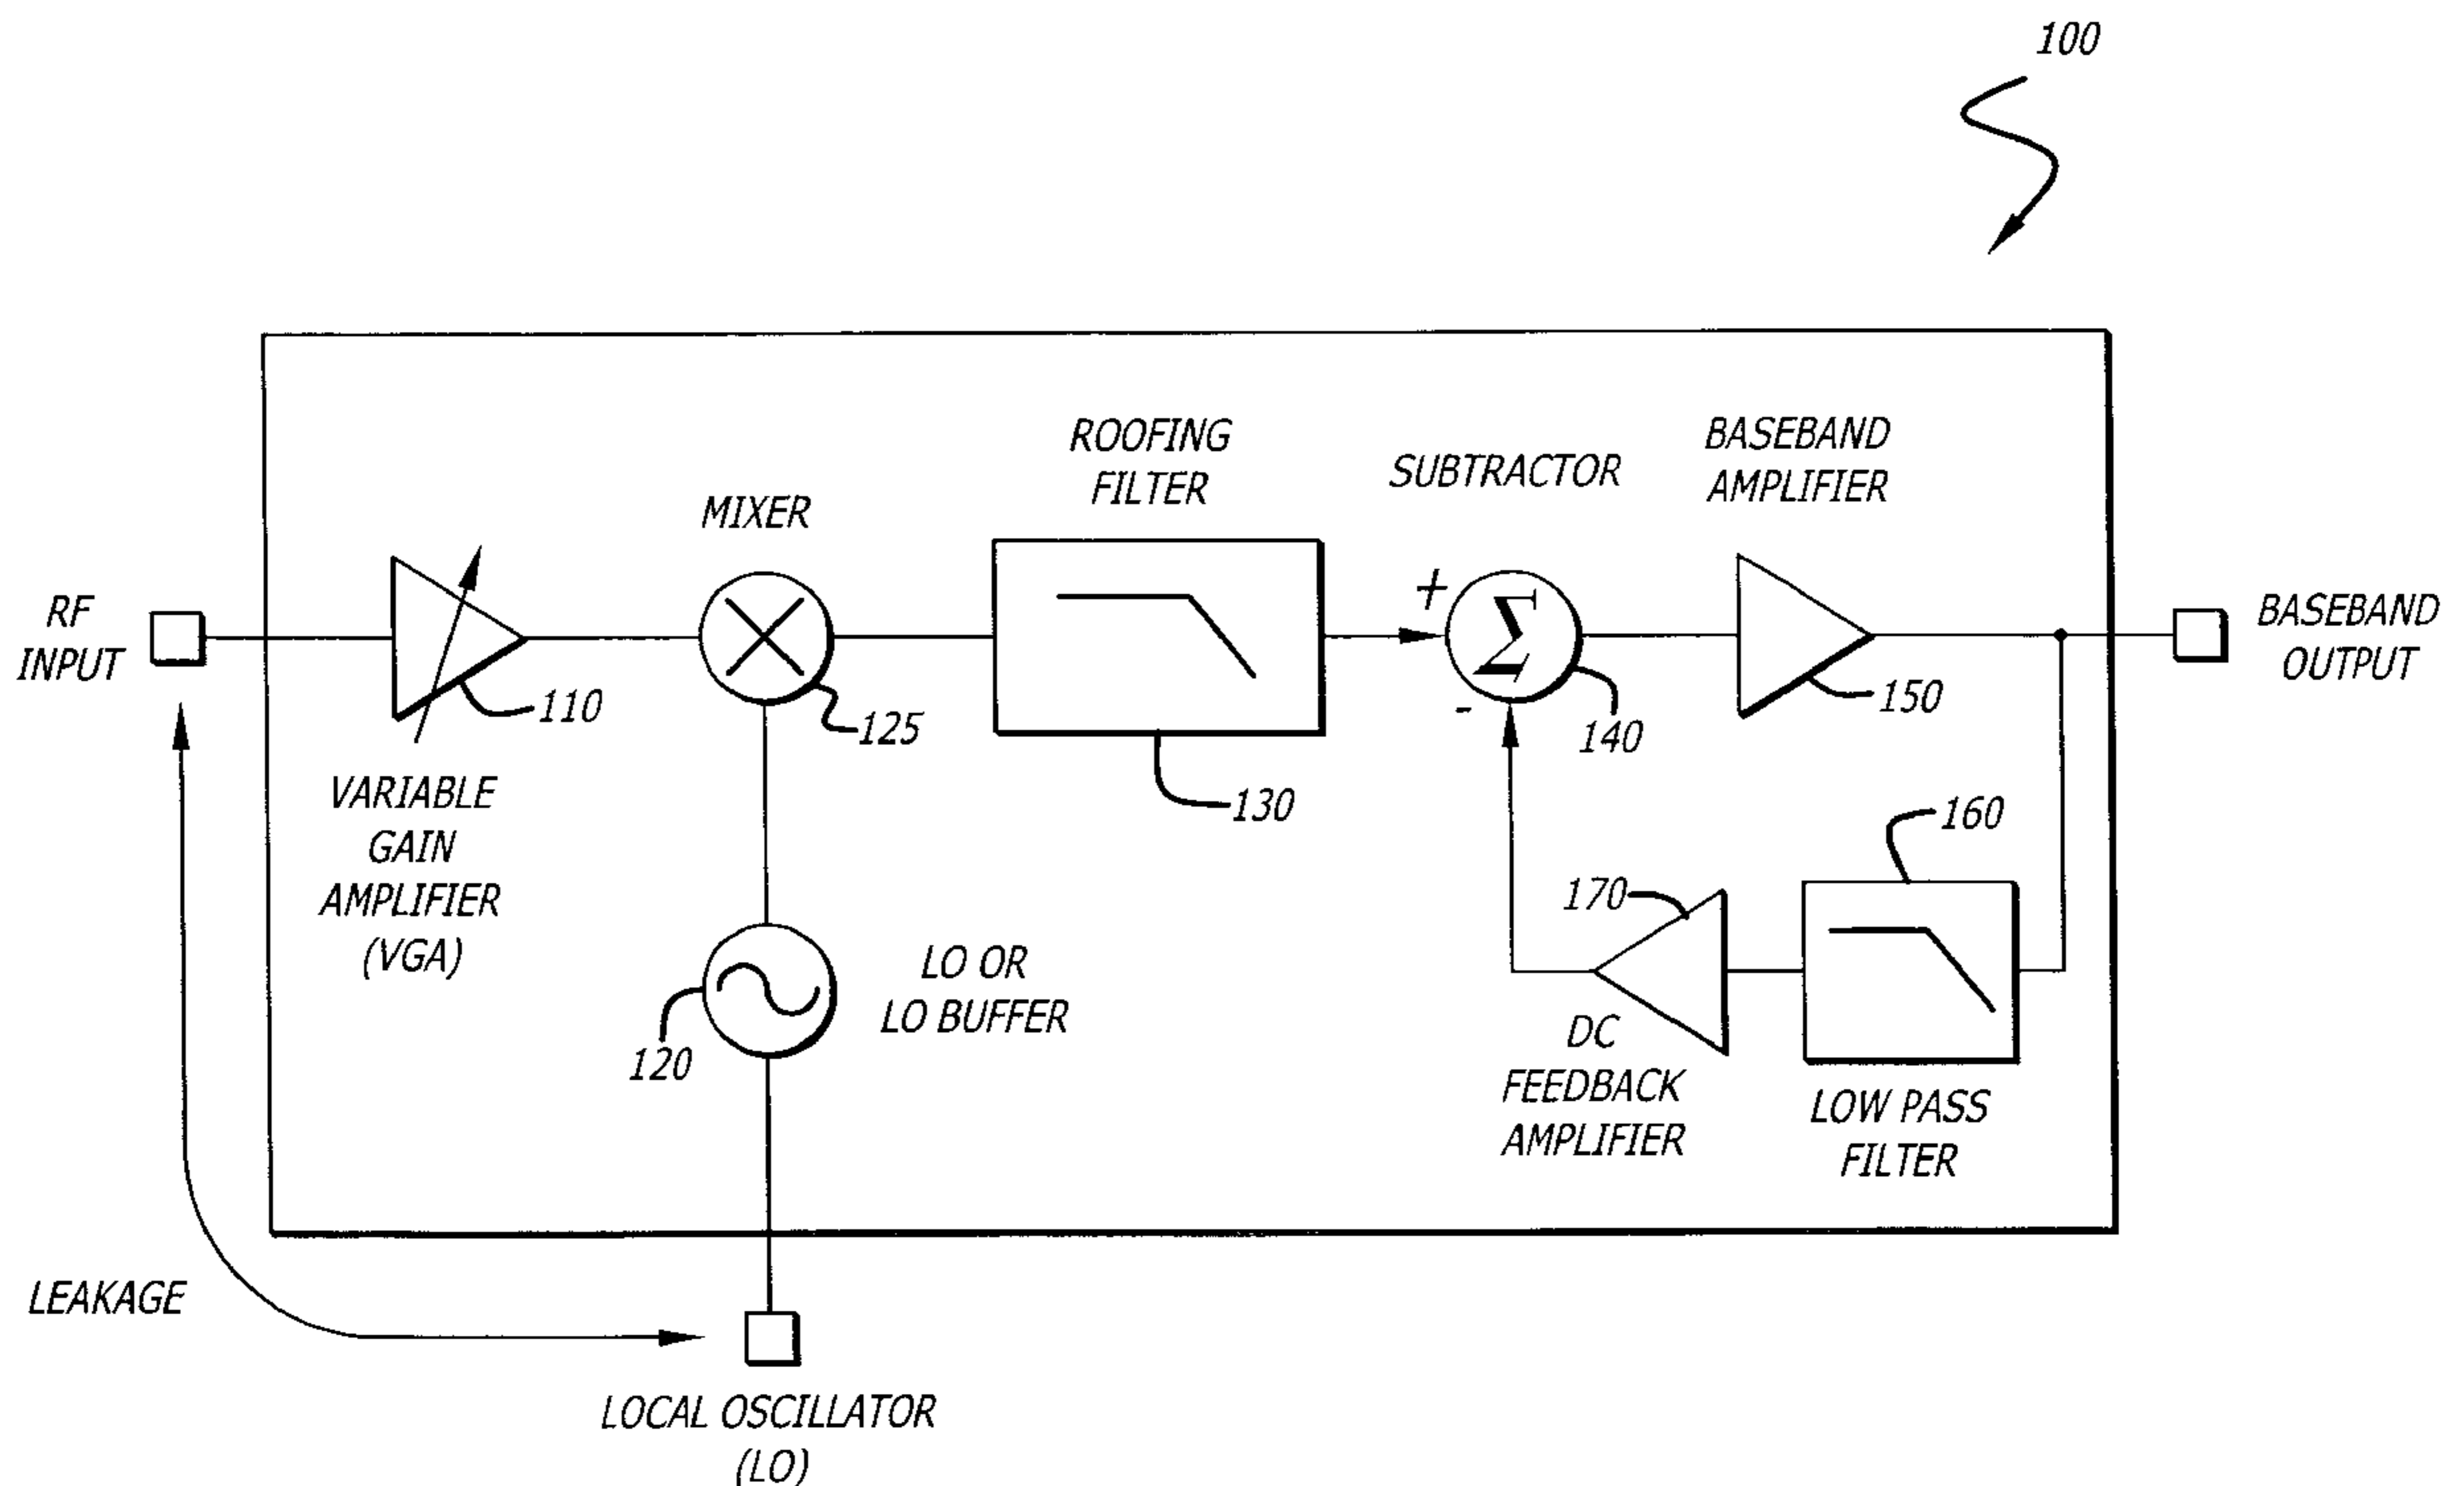 100
ROOFING
FILTER
SUBTRACTOR
BASEBAND
AMPLIFIER
MIXER
RF
INPUT
+
Σ
-
BASEBAND
OUTPUT
110
125
140
150
130
VARIABLE
GAIN
AMPLIFIER
(VGA)
160
170
LO OR
LO BUFFER
120
DC
FEEDBACK
AMPLIFIER
LOW PASS
FILTER
LEAKAGE
LOCAL OSCILLATOR
(LO)